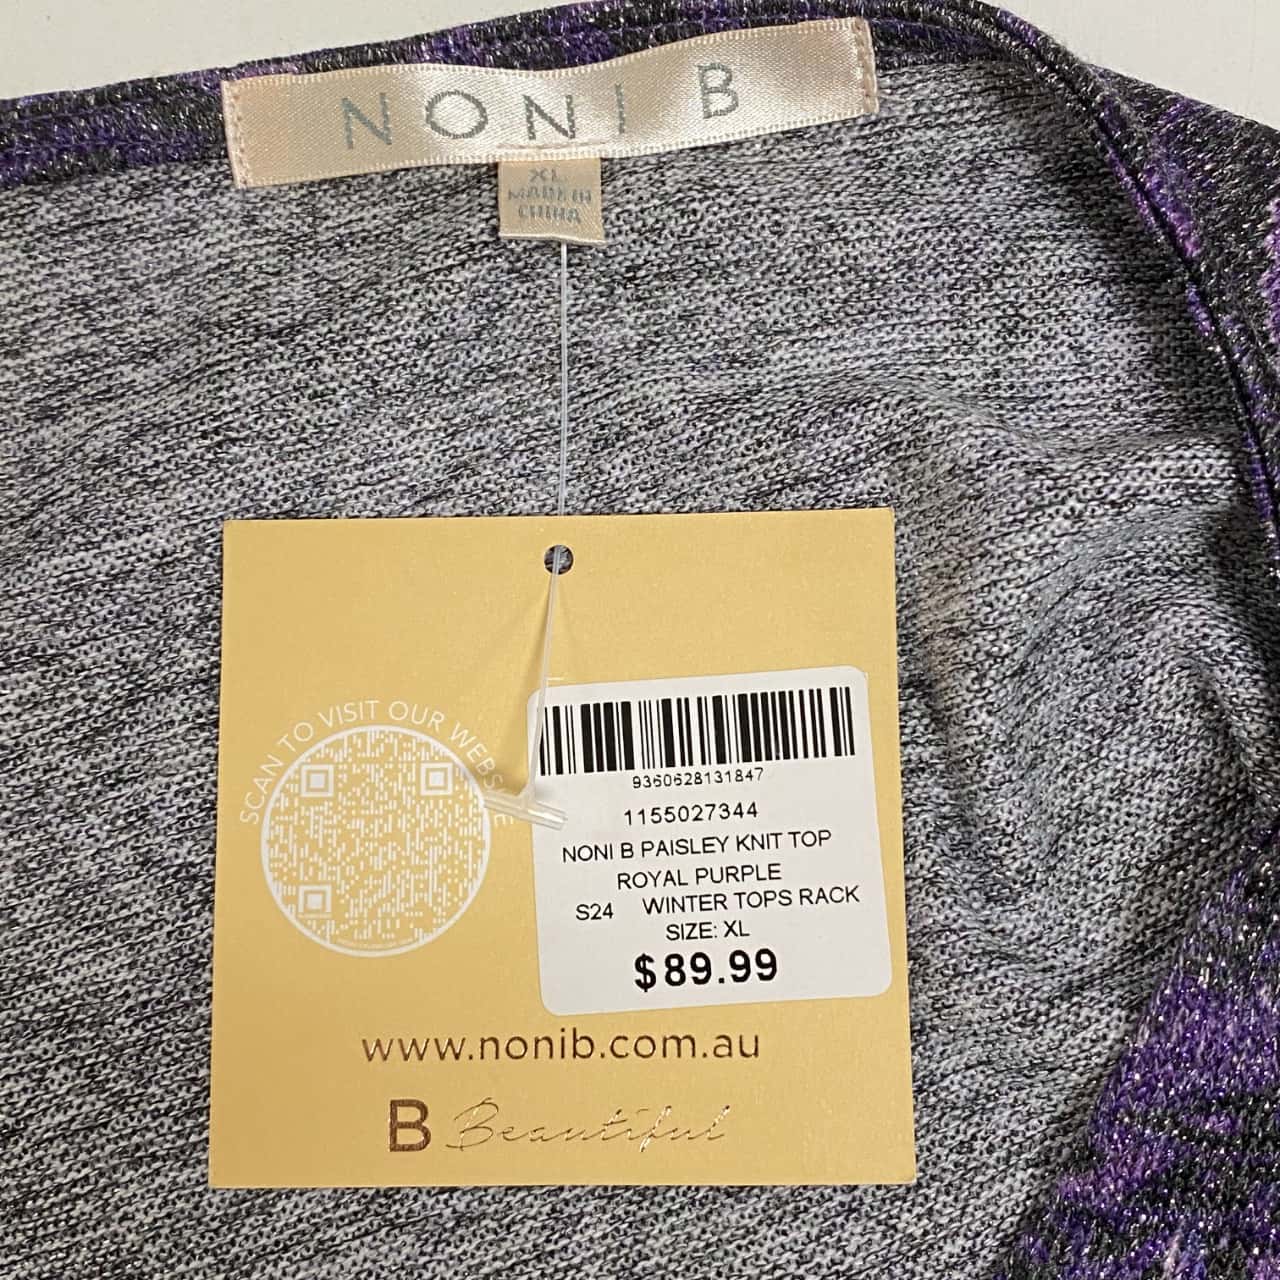 NONI B
XL
MADE IN
CHINA
SCAN TO VISIT OUR WEBSITE
9360628131847
1155027344
NONI B PAISLEY KNIT TOP
ROYAL PURPLE
S24 WINTER TOPS RACK
SIZE: XL
$89.99
www.nonib.com.au
B Beautiful